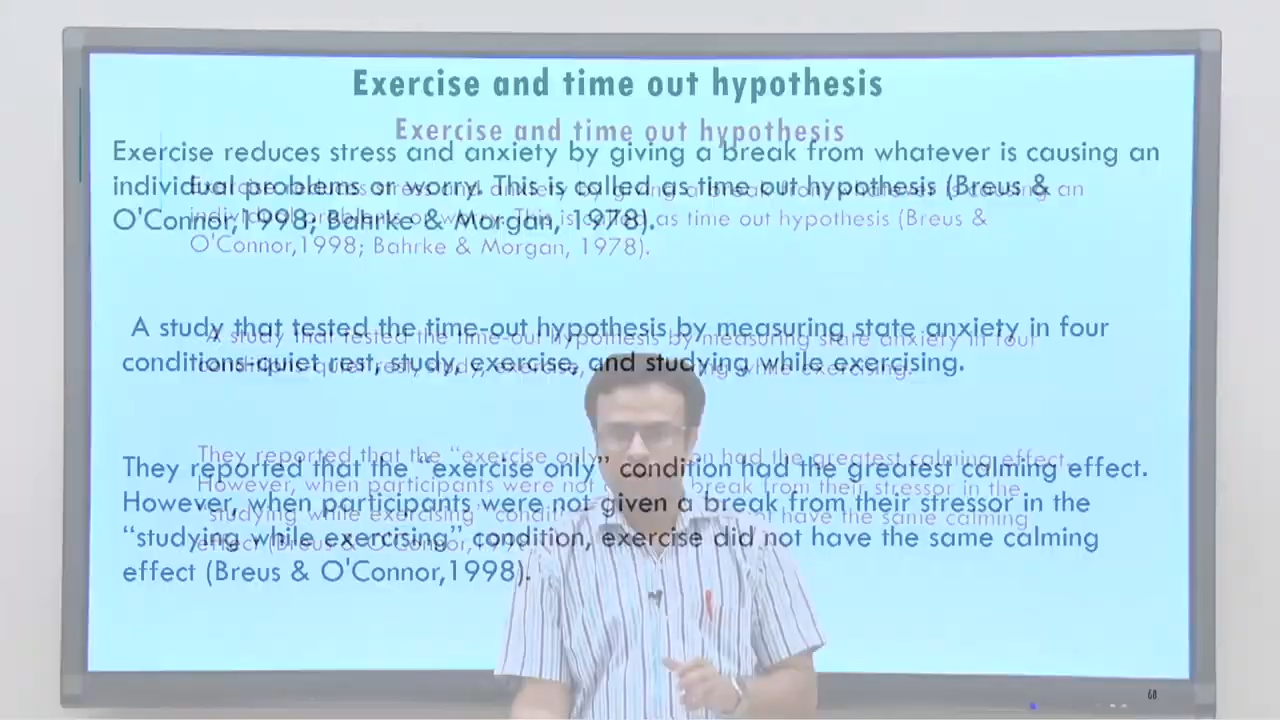 Exercise and time out hypothesis
Exercise reduces stress and anxiety by giving a break from whatever is causing an
individual problems or worry. This is called as time out hypothesis (Breus &
O'Connor,1998; Bahrke & Morgan, 1978).
A study that tested the time-out hypothesis by measuring state anxiety in four
conditions-quiet rest, study, exercise, and studying while exercising.
They reported that the “exercise only” condition had the greatest calming effect.
However, when participants were not given a break from their stressor in the
“studying while exercising” condition, exercise did not have the same calming
effect (Breus & O'Connor,1998).
60